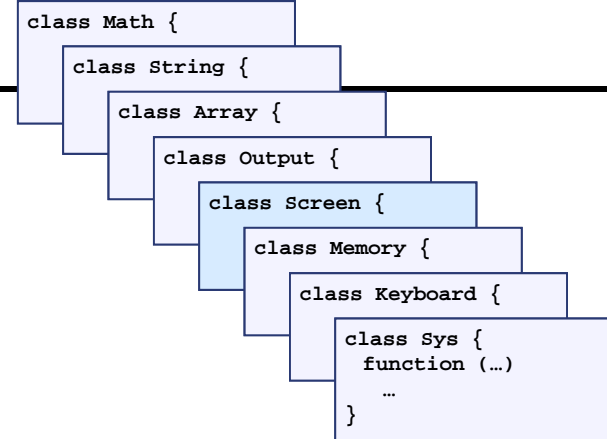 class Math {
class String {
class Array {
class Output {
class Screen {
class Memory {
class Keyboard {
class Sys {
function (…)
…
}